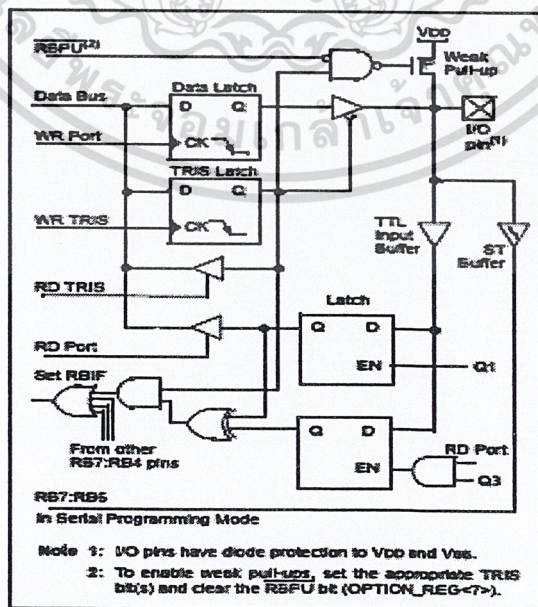 VDD
RBPU(2)
Weak
Pull-up
Data Latch
Data Bus
D Q
I/O
pin(1)
WR Port
CK
TRIS Latch
D Q
WR TRIS
CK
TTL
Input
Buffer
ST
Buffer
RD TRIS
Latch
Q D
RD Port
EN
Q1
Set RBIF
Q D
From other
RB7:RB4 pins
RD Port
EN
Q3
RB7:RB6
In Serial Programming Mode
Note 1: I/O pins have diode protection to VDD and VSS.
2: To enable weak pull-ups, set the appropriate TRIS
bit(s) and clear the RBPU bit (OPTION_REG<7>).